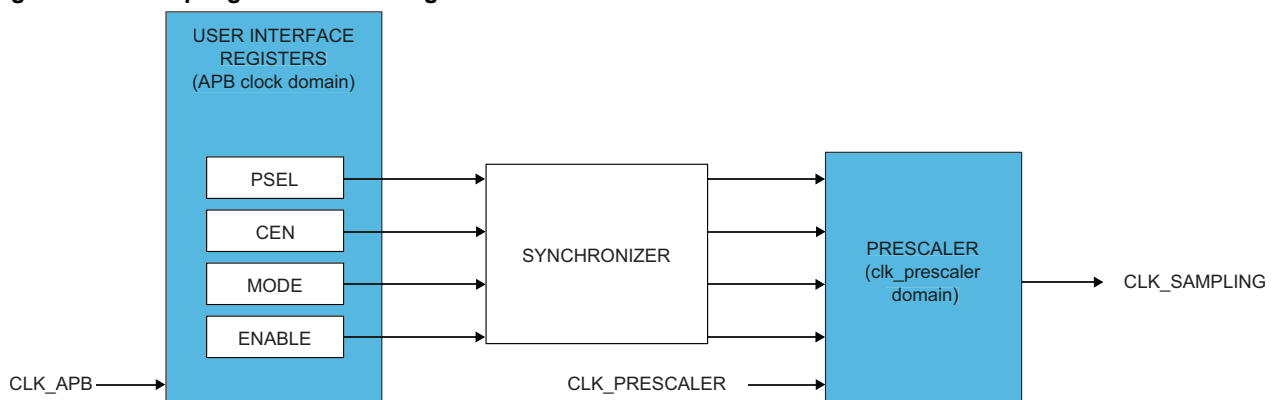 USER INTERFACE
REGISTERS
(APB clock domain)
PSEL
CEN
MODE
ENABLE
CLK_APB
SYNCHRONIZER
CLK_PRESCALER
PRESCALER
(clk_prescaler
domain)
CLK_SAMPLING